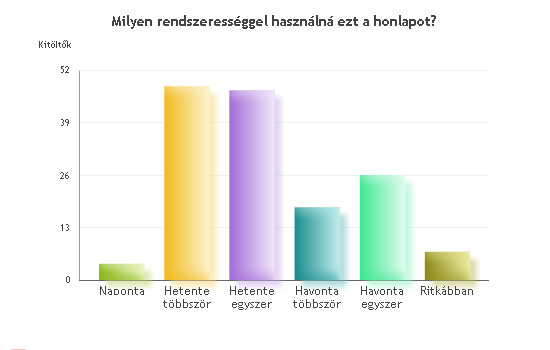 Milyen rendszerességgel használná ezt a honlapot?
Kitöltők
52
39
26
13
0
Naponta
Hetente többször
Hetente egyszer
Havonta többször
Havonta egyszer
Ritkábban